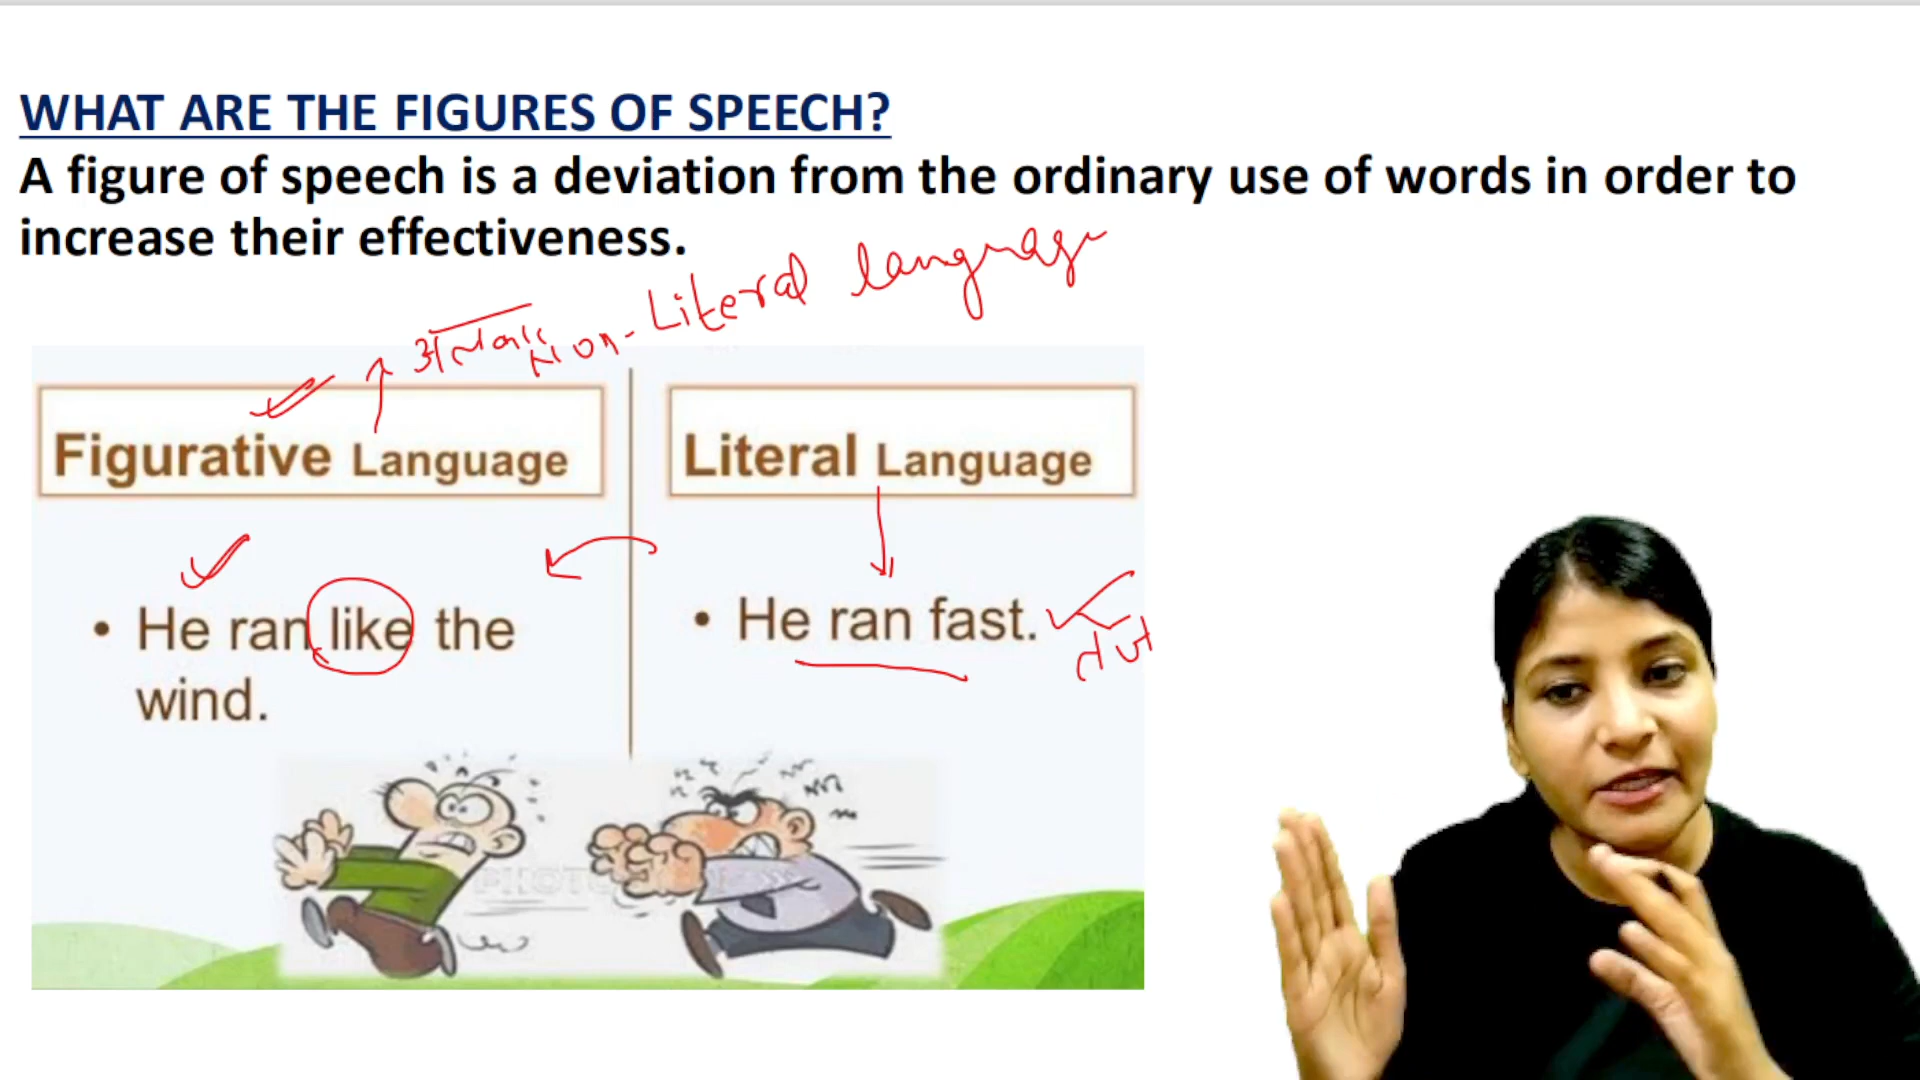 WHAT ARE THE FIGURES OF SPEECH?
A figure of speech is a deviation from the ordinary use of words in order to
increase their effectiveness.
Non-Literal language
Figurative Language
Literal Language
• He ran like the
wind.
• He ran fast.